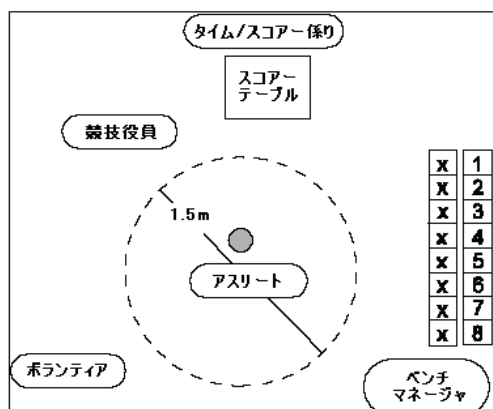 タイム/スコアー係り
スコアー
テーブル
競技役員
1.5m
アスリート
x 1
x 2
x 3
x 4
x 5
x 6
x 7
x 8
ボランティア
ベンチ
マネージャ